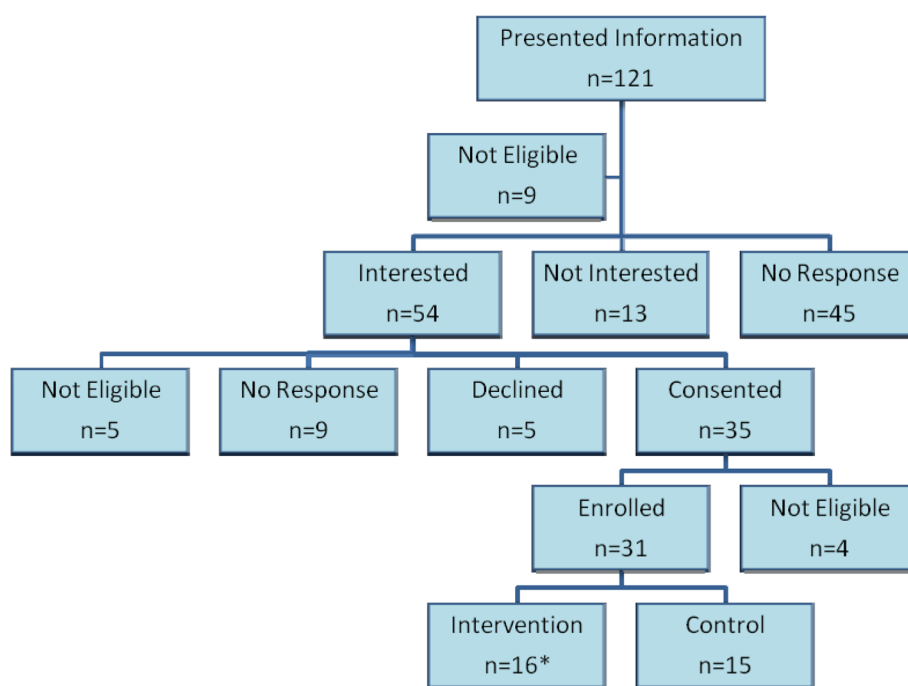 Presented Information
n=121
Not Eligible
n=9
Interested
n=54
Not Interested
n=13
No Response
n=45
Not Eligible
n=5
No Response
n=9
Declined
n=5
Consented
n=35
Enrolled
n=31
Not Eligible
n=4
Intervention
n=16*
Control
n=15